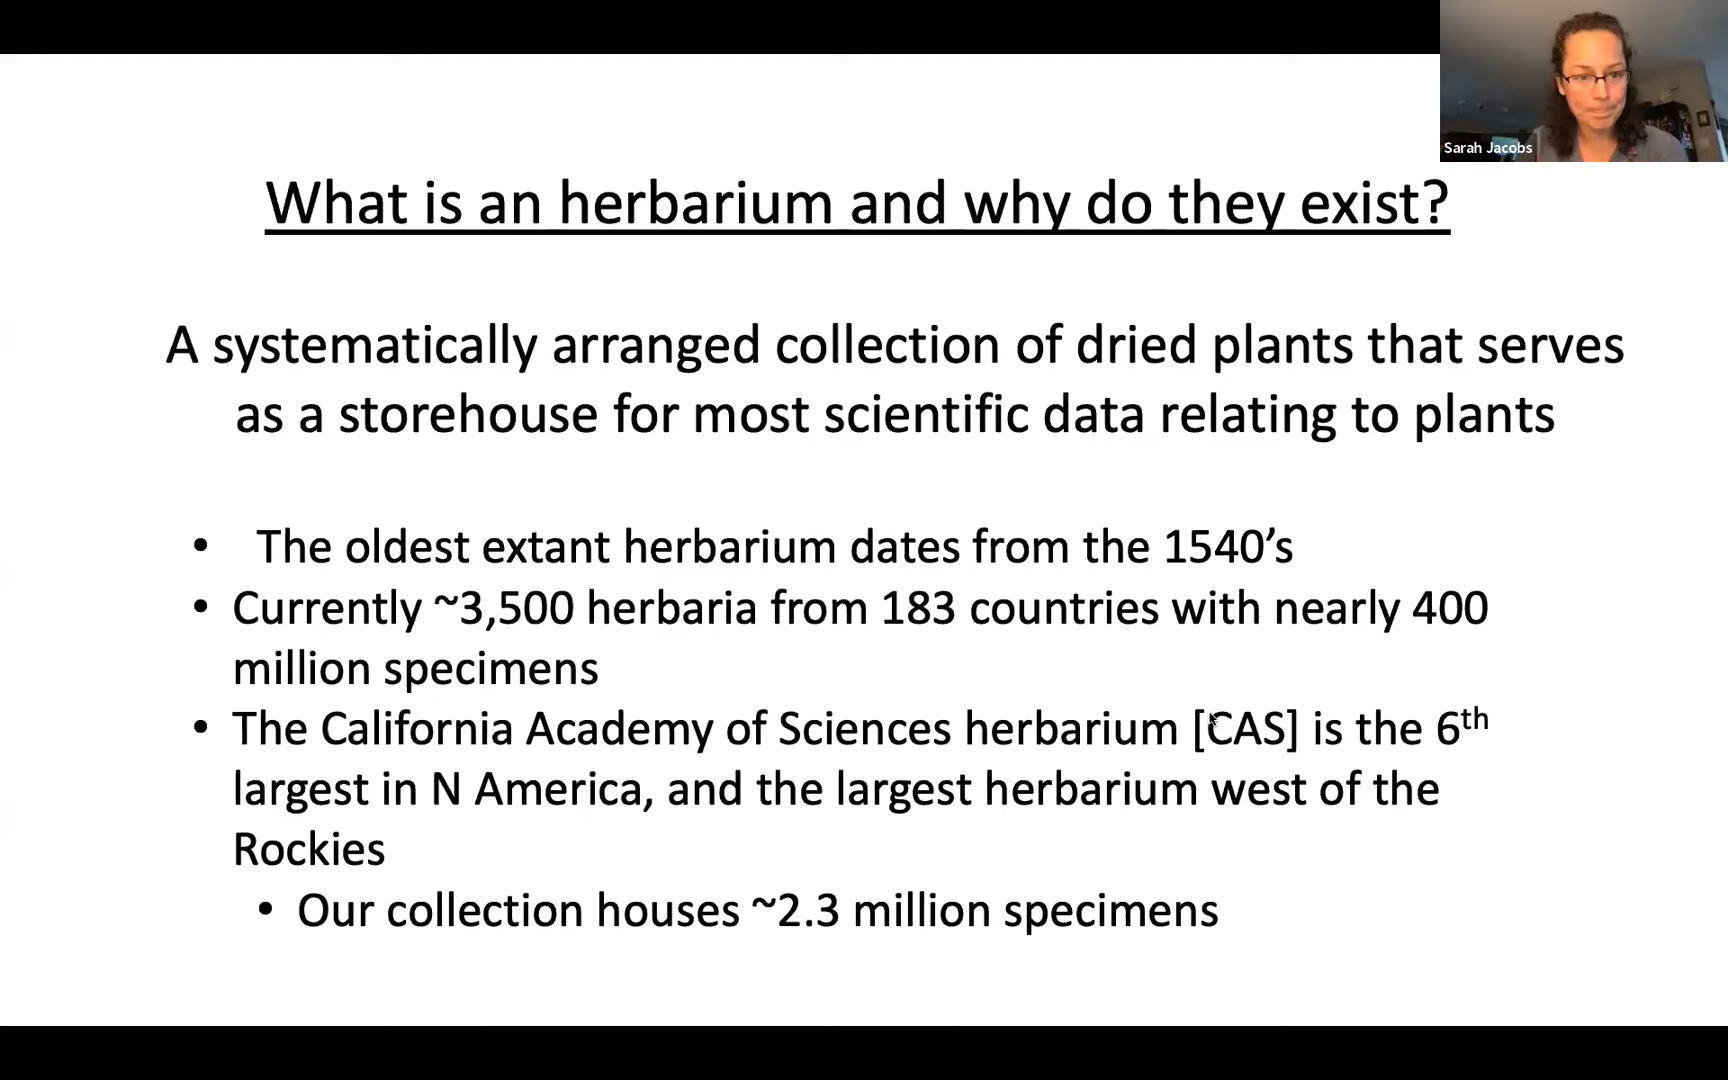 Sarah Jacobs
What is an herbarium and why do they exist?
A systematically arranged collection of dried plants that serves
as a storehouse for most scientific data relating to plants
• The oldest extant herbarium dates from the 1540’s
• Currently ~3,500 herbaria from 183 countries with nearly 400
million specimens
• The California Academy of Sciences herbarium [CAS] is the 6th
largest in N America, and the largest herbarium west of the
Rockies
• Our collection houses ~2.3 million specimens